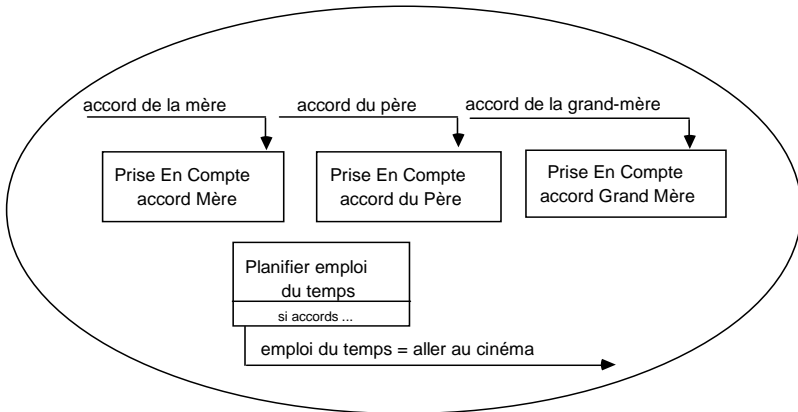 accord de la mère
accord du père
accord de la grand-mère
Prise En Compte
accord Mère
Prise En Compte
accord du Père
Prise En Compte
accord Grand Mère
Planifier emploi
du temps
si accords ...
emploi du temps = aller au cinéma